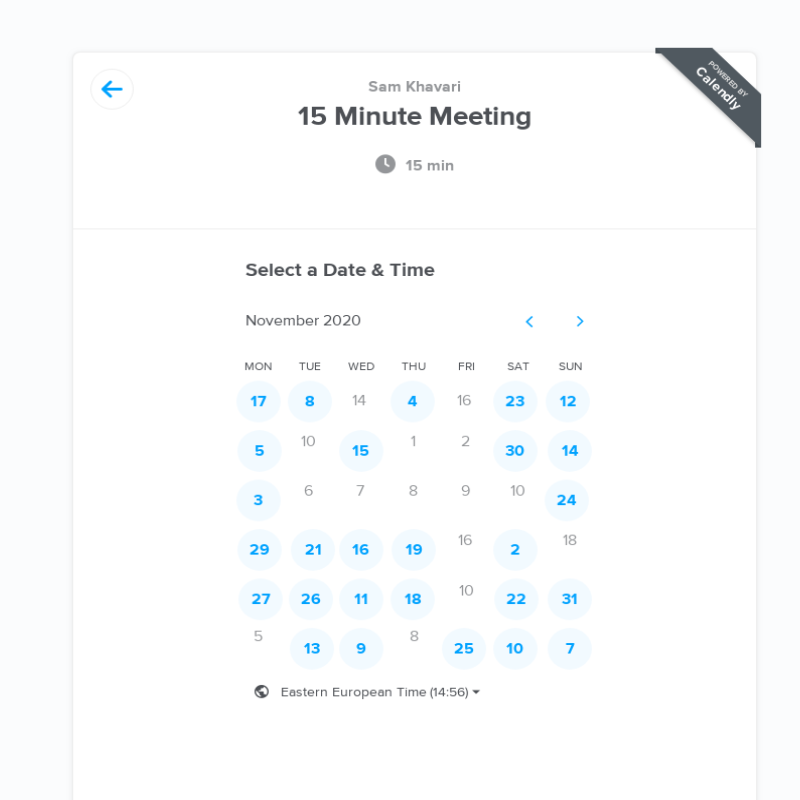 POWERED BY
Calendly
Sam Khavari
15 Minute Meeting
15 min
Select a Date & Time
November 2020
MON TUE WED THU FRI SAT SUN
17 8 14 4 16 23 12
5 10 15 1 2 30 14
3 6 7 8 9 10 24
29 21 16 19 16 2 18
27 26 11 18 10 22 31
5 13 9 8 25 10 7
Eastern European Time (14:56)